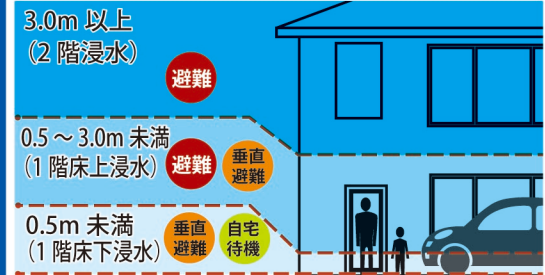 3.0m 以上
（2 階浸水）
避難
0.5 ～ 3.0m 未満
（1 階床上浸水）
避難
垂直
避難
0.5m 未満
（1 階床下浸水）
垂直
避難
自宅
待機